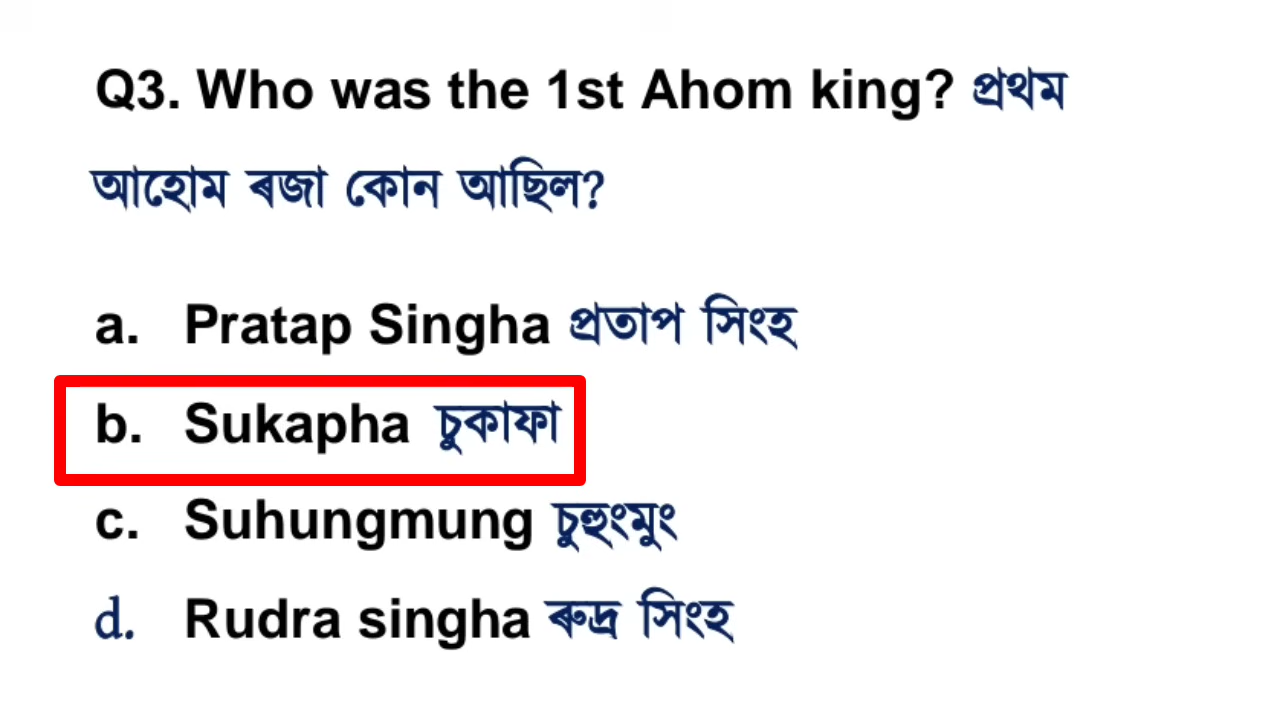 Q3. Who was the 1st Ahom king? প্ৰথম
আহোম ৰজা কোন আছিল?
a. Pratap Singha প্ৰতাপ সিংহ
b. Sukapha চুকাফা
c. Suhungmung চুহুংমুং
d. Rudra singha ৰুদ্ৰ সিংহ